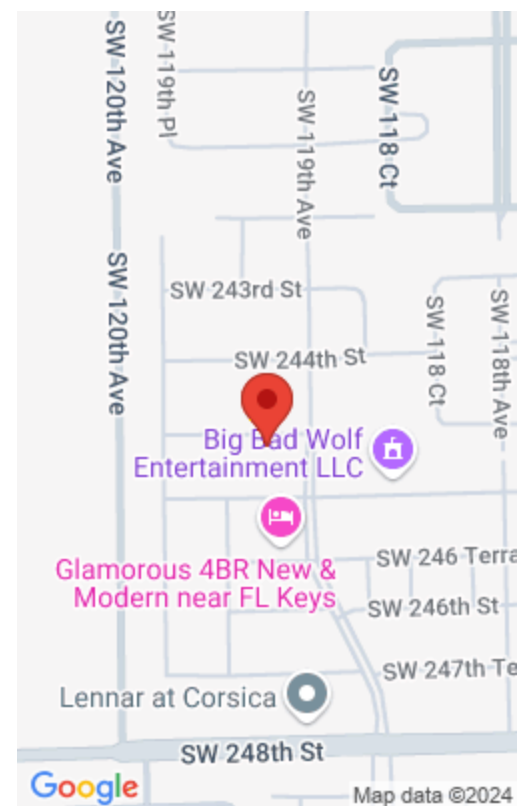 SW 119th Pl
SW 120th Ave
SW 119th Ave
SW 118 Ct
SW 120th Ave
SW 243rd St
SW 118 Ct
SW 118th Ave
SW 244th St
Big Bad Wolf
Entertainment LLC
SW 246 Terra
Glamorous 4BR New &
Modern near FL Keys
SW 246th St
SW 247th Te
Lennar at Corsica
SW 248th St
Google
Map data ©2024